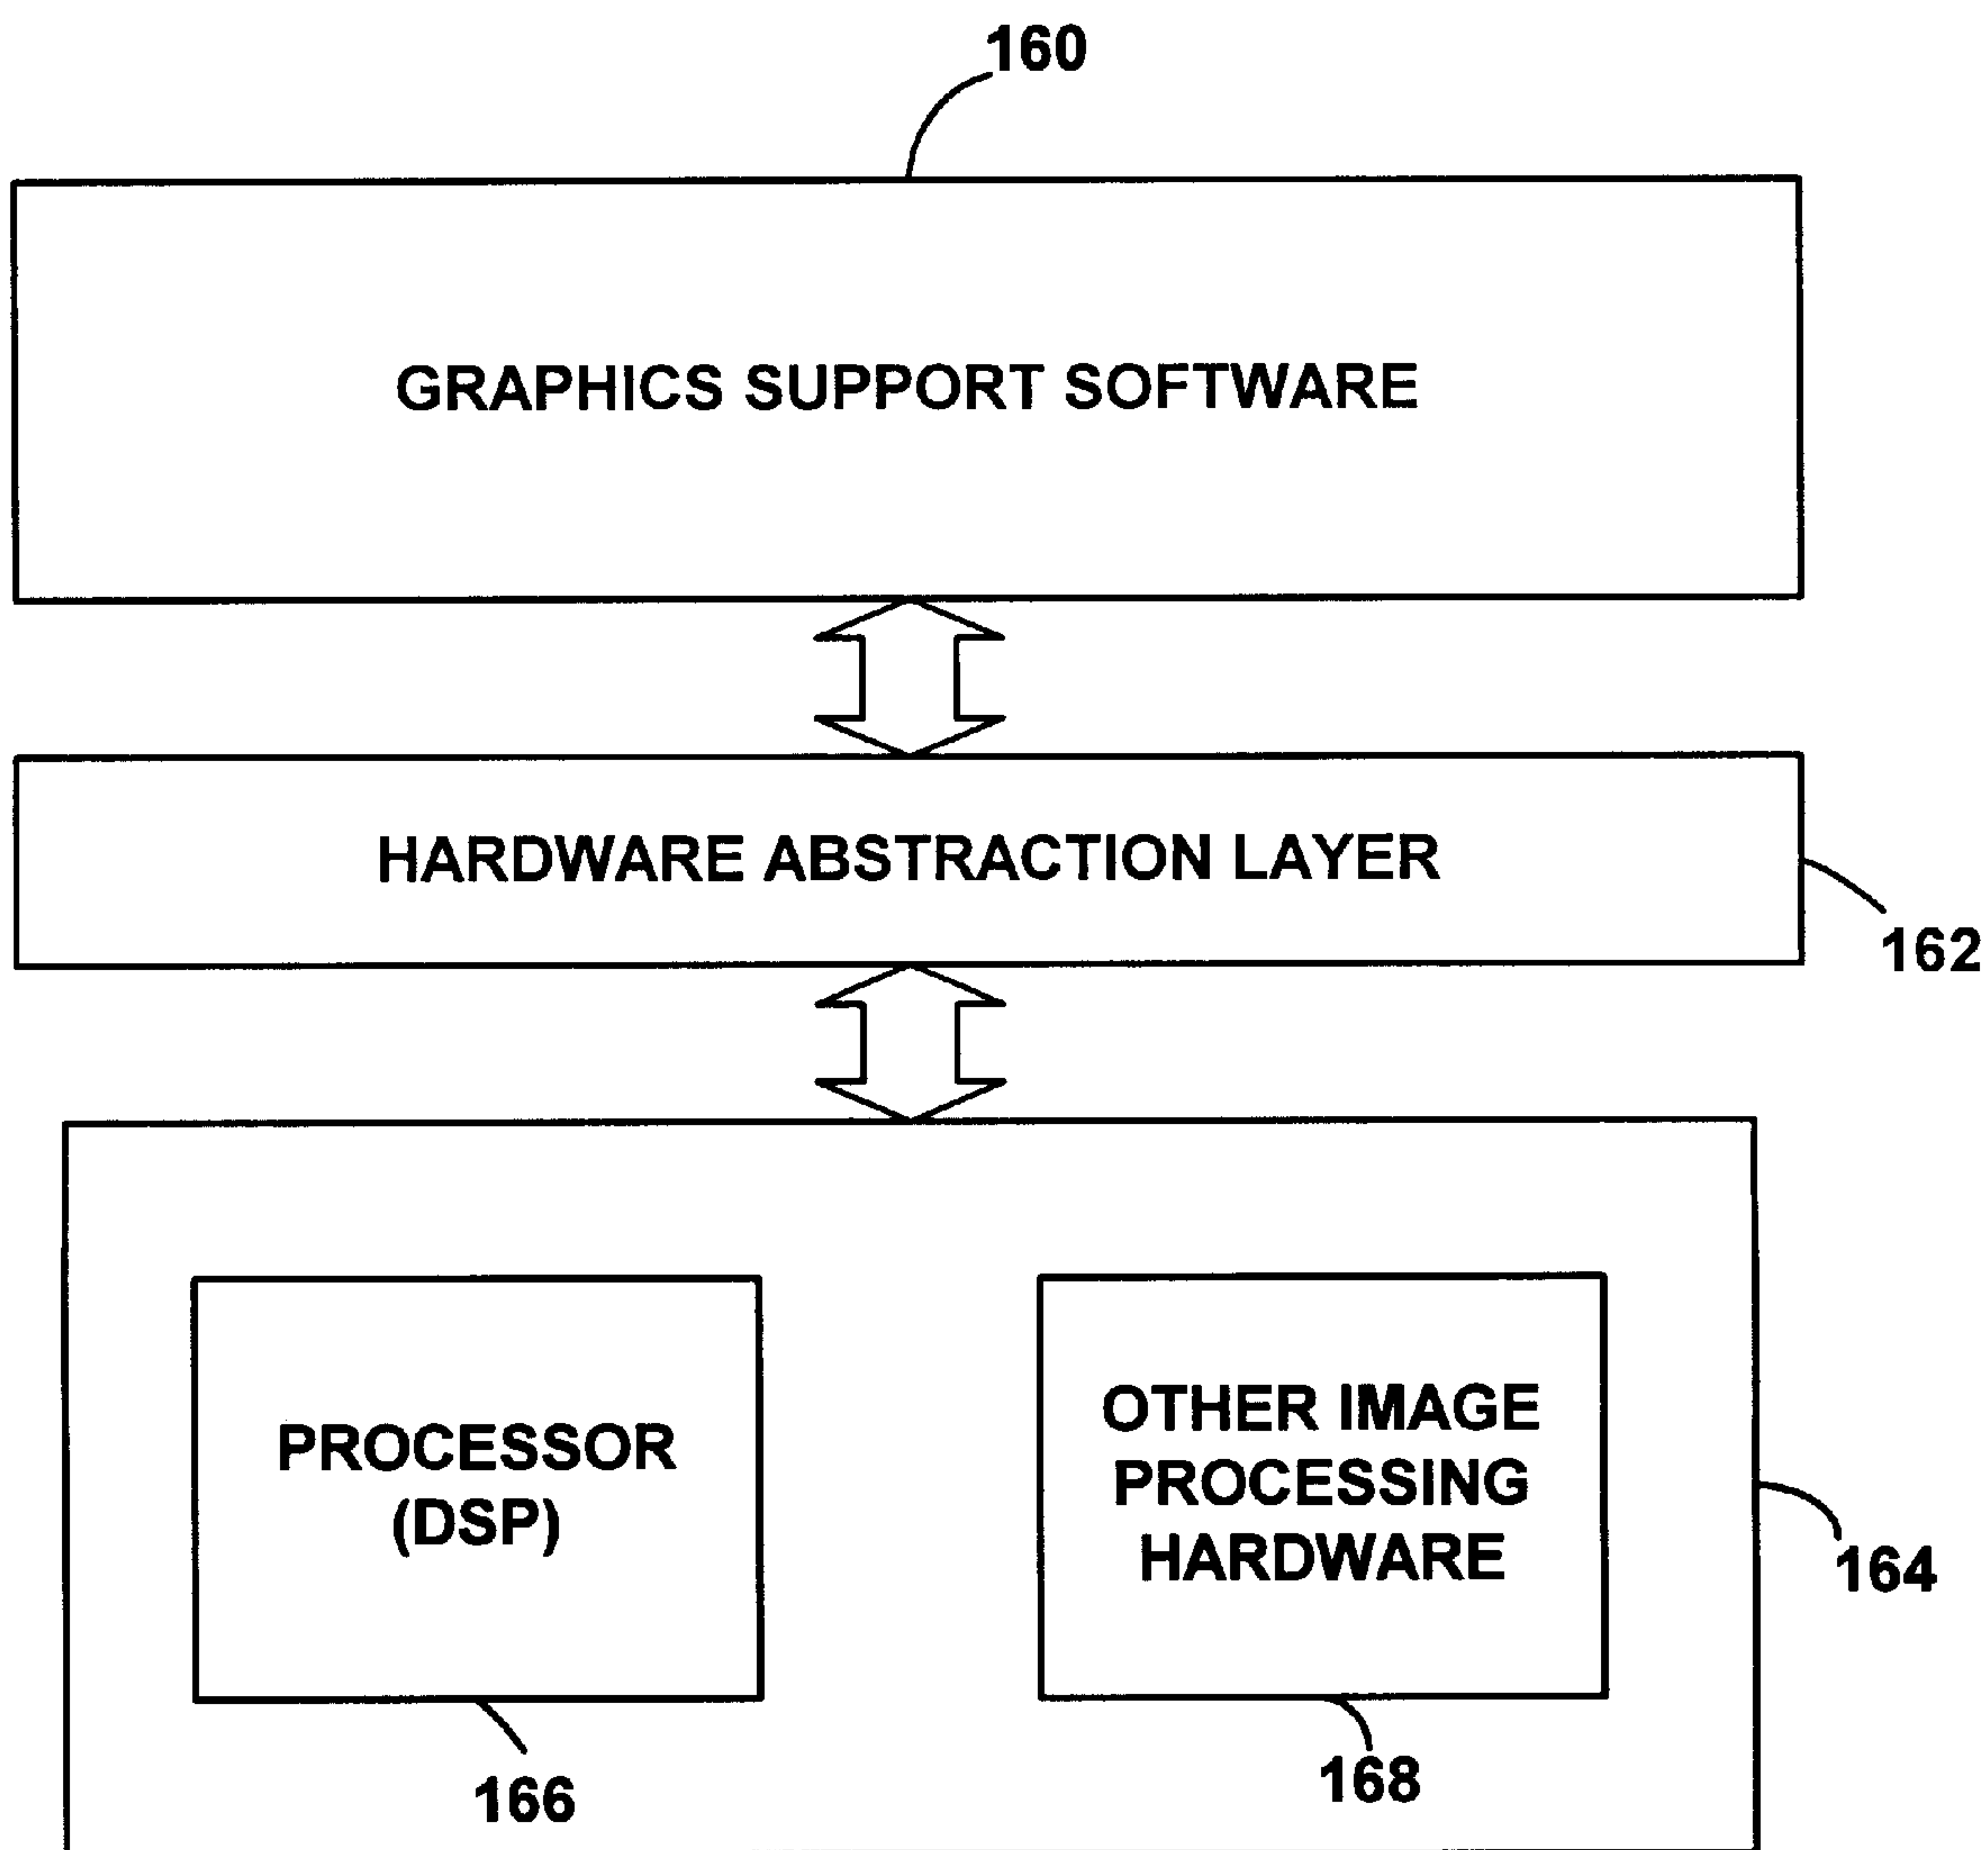 160
GRAPHICS SUPPORT SOFTWARE
HARDWARE ABSTRACTION LAYER
162
PROCESSOR
(DSP)
OTHER IMAGE
PROCESSING
HARDWARE
164
166
168